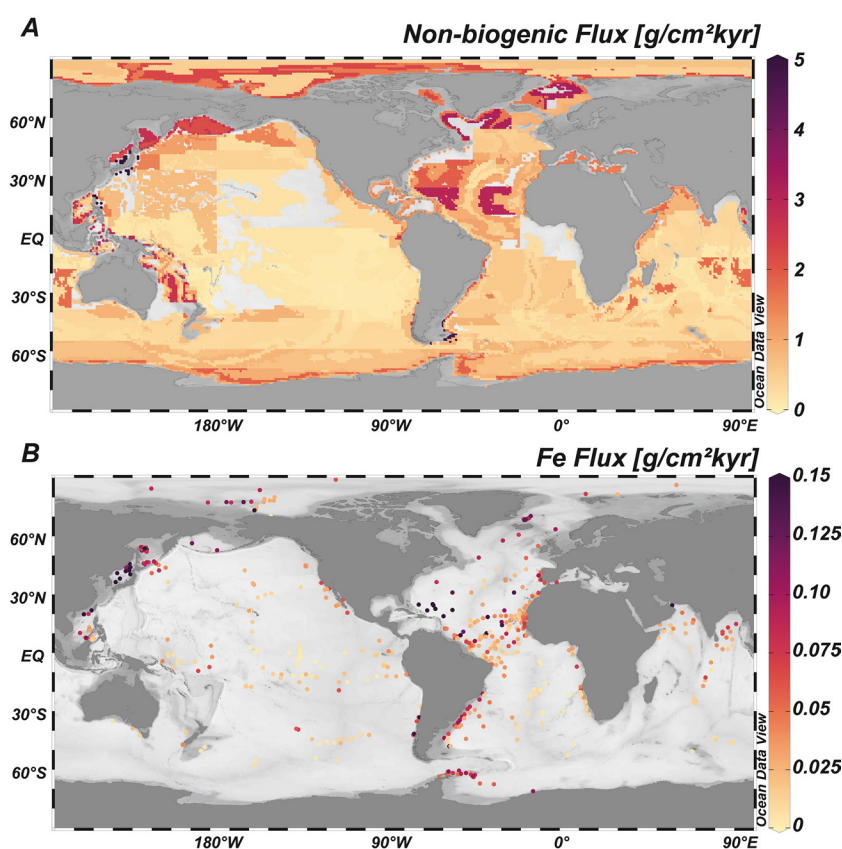 A
Non-biogenic Flux [g/cm²kyr]
60°N
30°N
EQ
30°S
60°S
180°W
90°W
0°
90°E
5
4
3
2
1
0
Ocean Data View
B
Fe Flux [g/cm²kyr]
60°N
30°N
EQ
30°S
60°S
180°W
90°W
0°
90°E
0.15
0.125
0.10
0.075
0.05
0.025
0
Ocean Data View